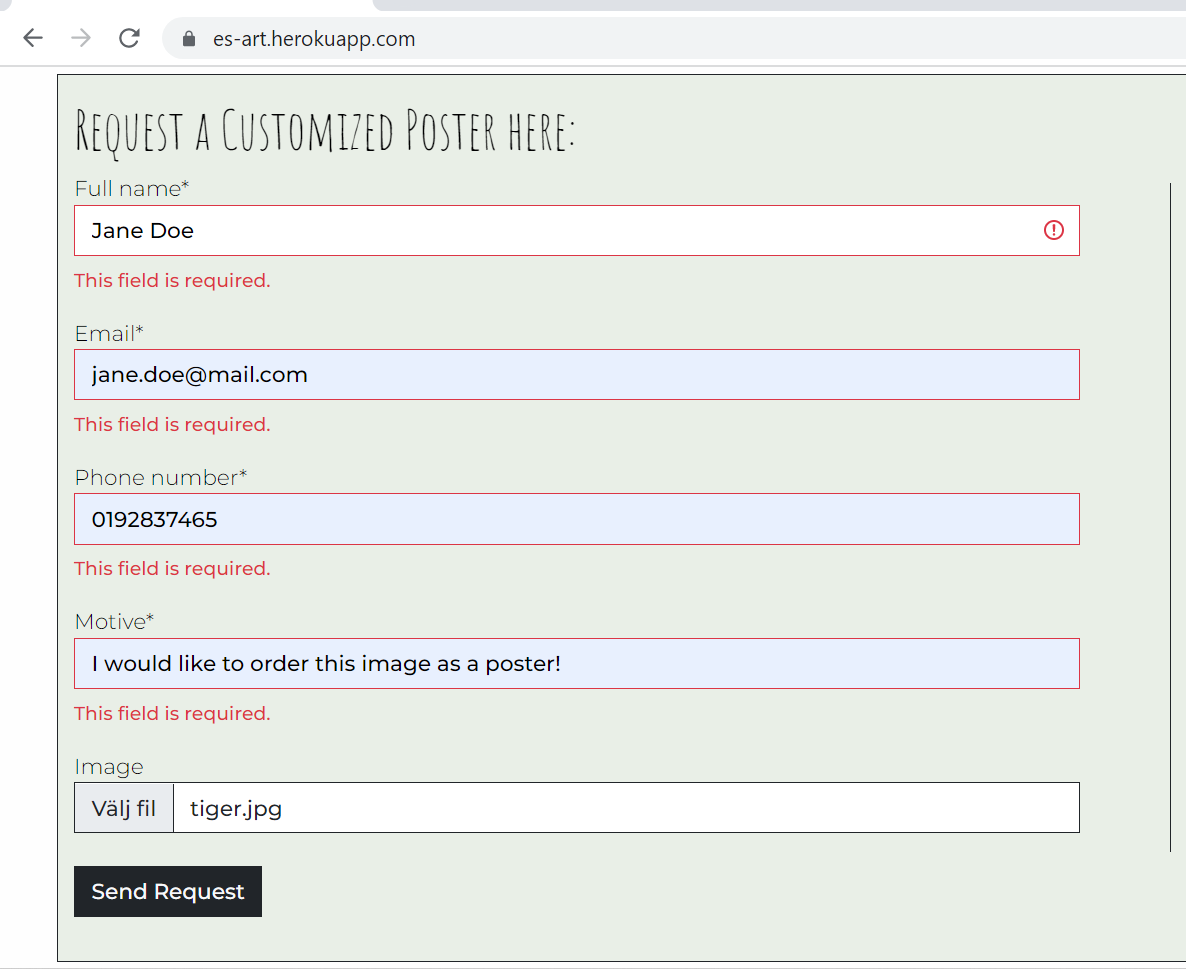 es-art.herokuapp.com
Request a Customized Poster here:
Full name*
Jane Doe
This field is required.
Email*
jane.doe@mail.com
This field is required.
Phone number*
0192837465
This field is required.
Motive*
I would like to order this image as a poster!
This field is required.
Image
Välj fil tiger.jpg
Send Request